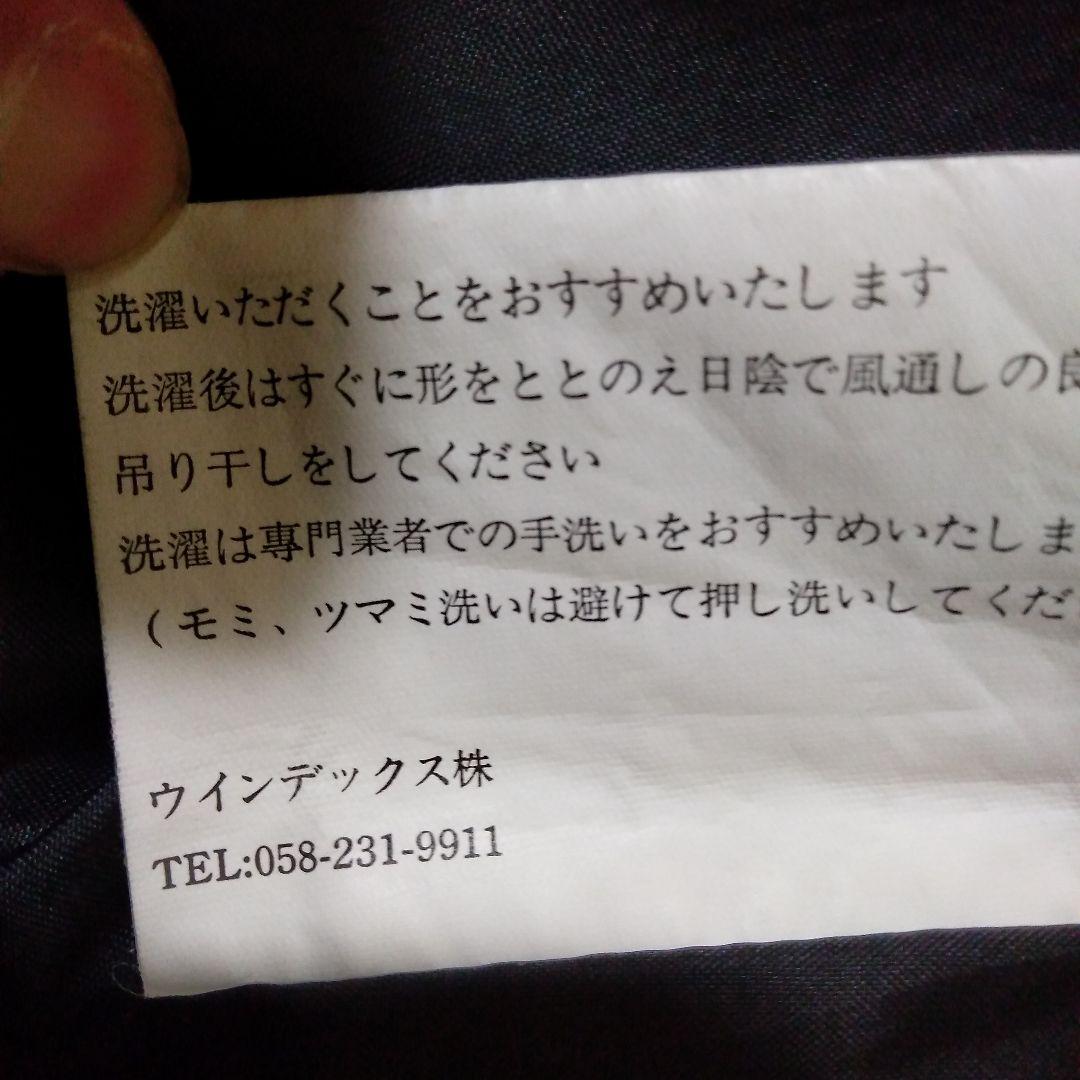 洗濯いただくことをおすすめいたします
洗濯後はすぐに形をととのえ日陰で風通しの良
吊り干しをしてください
洗濯は専門業者での手洗いをおすすめいたしま
(モミ、ツマミ洗いは避けて押し洗いしてくだ
ウインデックス株
TEL:058-231-9911